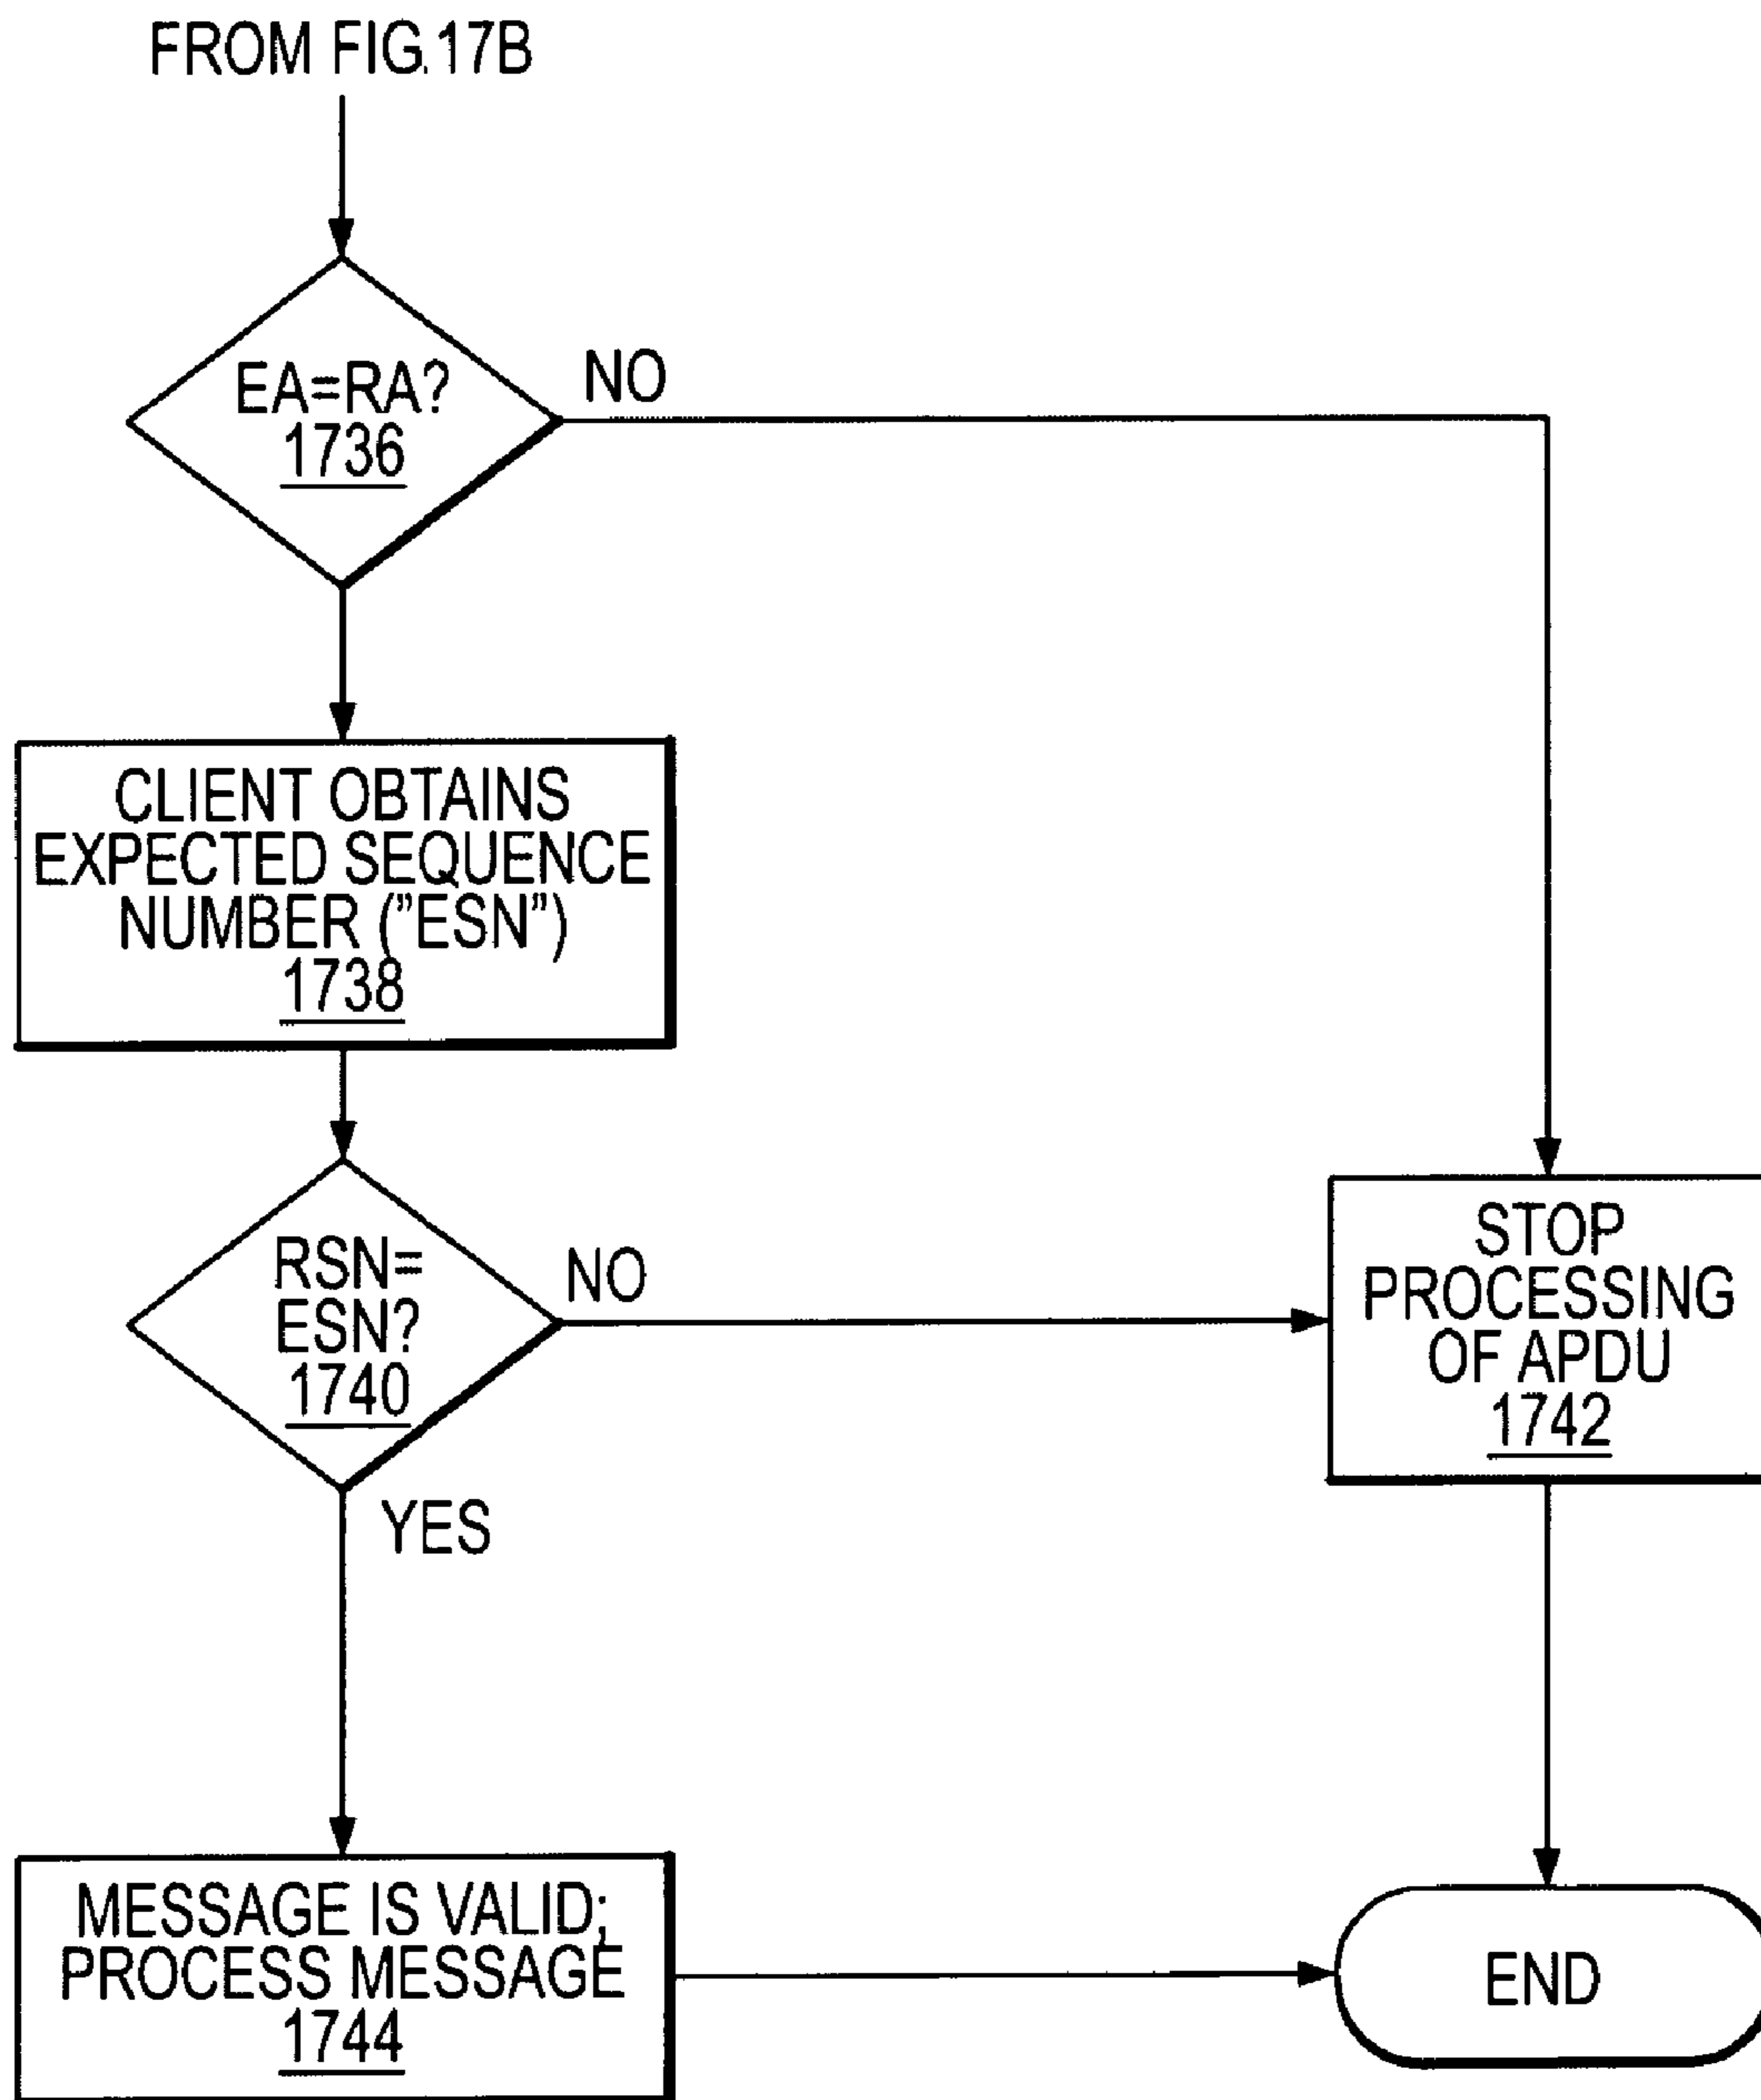 FROM FIG.17B
EA=RA?
1736
NO
CLIENT OBTAINS
EXPECTED SEQUENCE
NUMBER ("ESN")
1738
RSN=
ESN?
1740
NO
STOP
PROCESSING
OF APDU
1742
YES
MESSAGE IS VALID;
PROCESS MESSAGE
1744
END